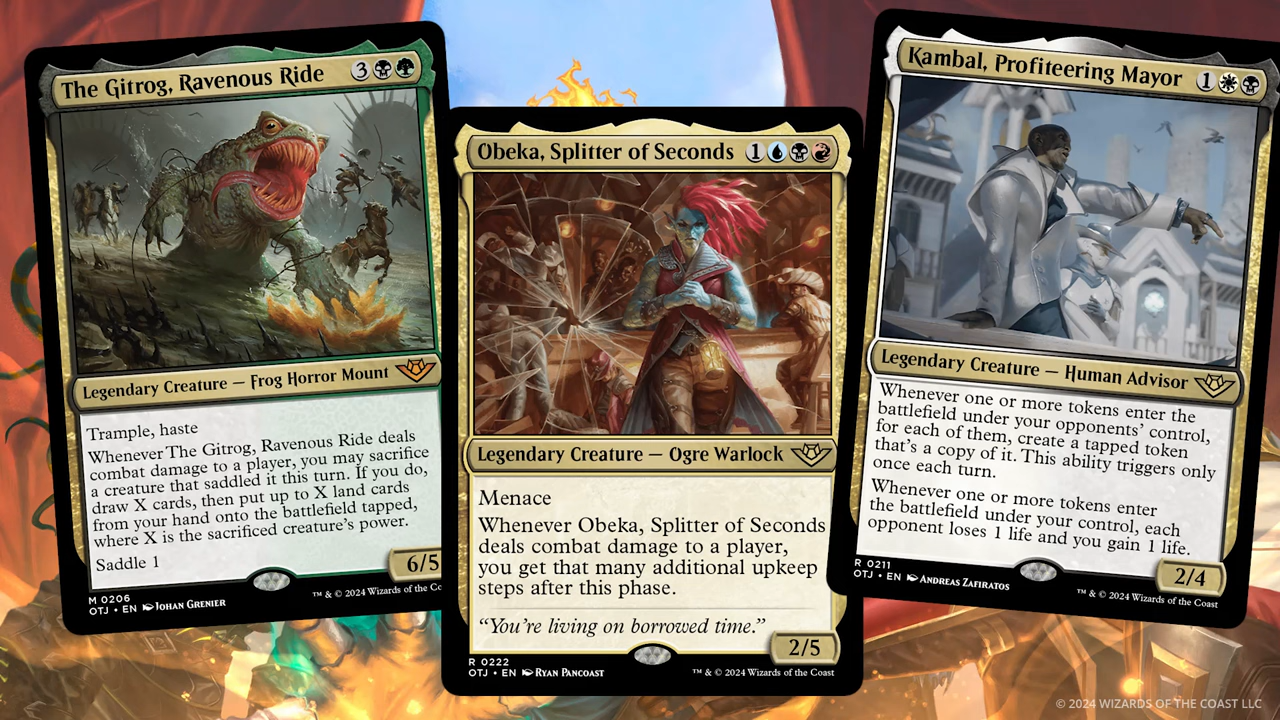 The Gitrog, Ravenous Ride 3
Legendary Creature — Frog Horror Mount
Trample, haste
Whenever The Gitrog, Ravenous Ride deals
combat damage to a player, you may sacrifice
a creature that saddled it this turn. If you do,
draw X cards, then put up to X land cards
from your hand onto the battlefield tapped,
where X is the sacrificed creature's power.
Saddle 1
6/5
M 0206
OTJ • EN JOHAN GRENIER
™ & © 2024 Wizards of the Co
Obeka, Splitter of Seconds 1
Legendary Creature — Ogre Warlock
Menace
Whenever Obeka, Splitter of Seconds
deals combat damage to a player,
you get that many additional upkeep
steps after this phase.
“You're living on borrowed time.”
2/5
R 0222
OTJ • EN RYAN PANCOAST
™ & © 2024 Wizards of the Coast
Kambal, Profiteering Mayor 1
Legendary Creature — Human Advisor
Whenever one or more tokens enter the
battlefield under your opponents' control,
for each of them, create a tapped token
that's a copy of it. This ability triggers only
once each turn.
Whenever one or more tokens enter
the battlefield under your control, each
opponent loses 1 life and you gain 1 life.
2/4
R 0211
OTJ • EN ANDREAS ZAFIRATOS
™ & © 2024 Wizards of the Coast
© 2024 WIZARDS OF THE COAST LLC